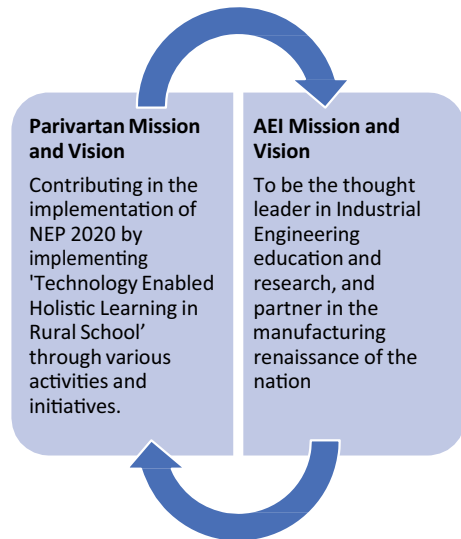 Parivartan Mission
and Vision
Contributing in the
implementation of
NEP 2020 by
implementing
'Technology Enabled
Holistic Learning in
Rural School’
through various
activities and
initiatives.
AEI Mission and
Vision
To be the thought
leader in Industrial
Engineering
education and
research, and
partner in the
manufacturing
renaissance of the
nation